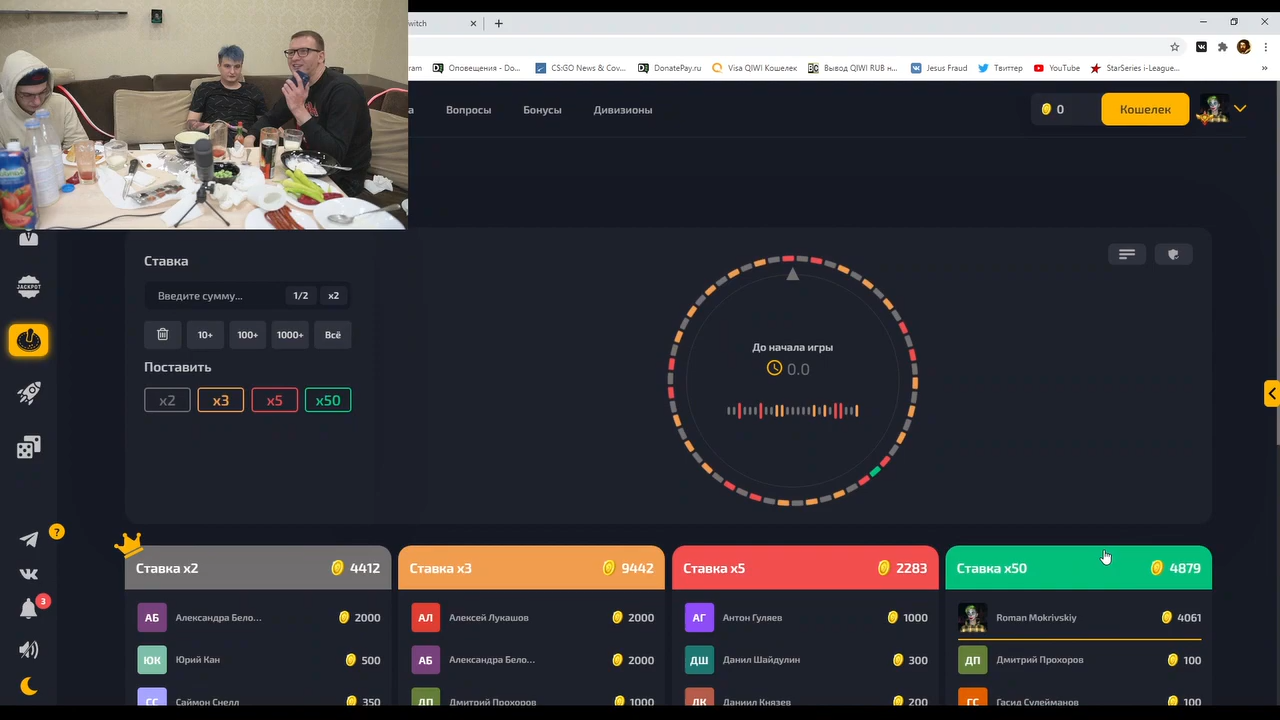 witch
ram
Оповещения - Do...
CS:GO News & Cov...
DonatePay.ru
Visa QIWI Кошелек
Вывод QIWI RUB н...
Jesus Fraud
Твиттер
YouTube
StarSeries i-League...
а
Вопросы
Бонусы
Дивизионы
0
Кошелек
Ставка
Введите сумму...
1/2
x2
10+
100+
1000+
Всё
Поставить
x2
x3
x5
x50
До начала игры
0.0
JACKPOT
?
3
Ставка x2
4412
АБ
Александра Бело...
2000
ЮК
Юрий Кан
500
СС
Саймон Снелл
350
Ставка x3
9442
АЛ
Алексей Лукашов
2000
АБ
Александра Бело...
2000
ДП
Дмитрий Прохоров
1000
Ставка x5
2283
АГ
Антон Гуляев
1000
ДШ
Данил Шайдулин
300
ДК
Даниил Князев
200
Ставка x50
4879
Roman Mokrivskiy
4061
ДП
Дмитрий Прохоров
100
ГС
Гасид Сулейманов
100